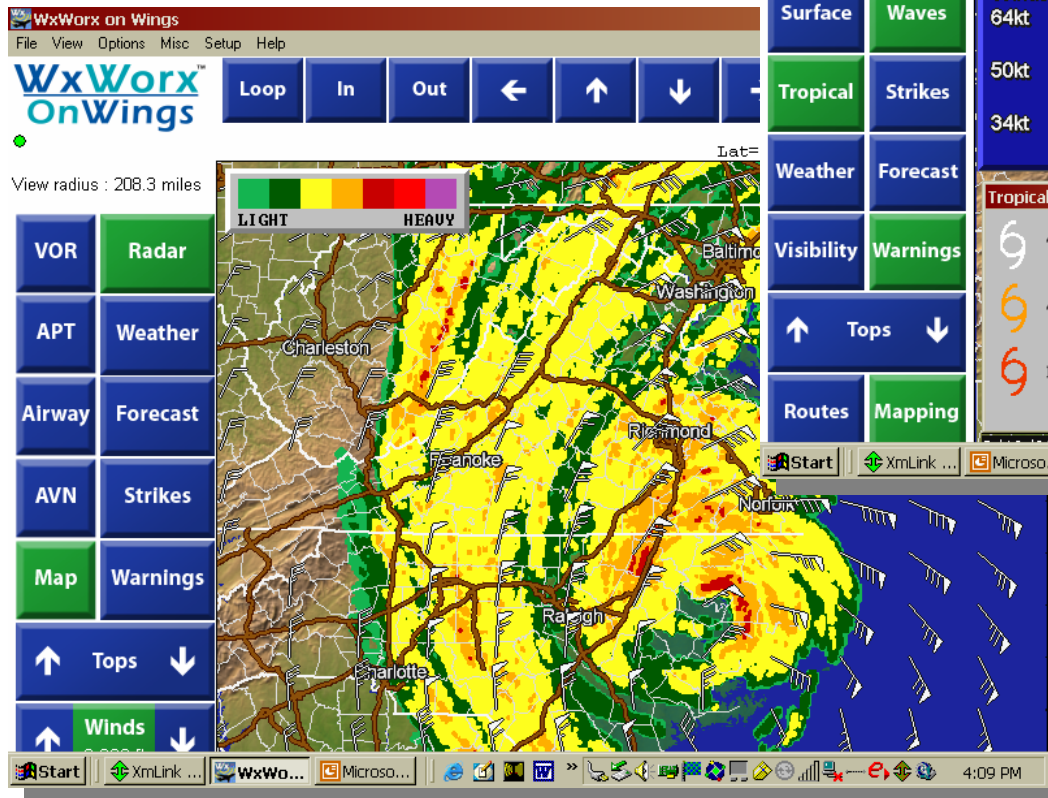 WxWorx on Wings
File View Options Misc Setup Help
WxWorx™
OnWings
Loop In Out
Lat=
View radius : 208.3 miles
LIGHT HEAVY
VOR Radar
APT Weather
Airway Forecast
AVN Strikes
Map Warnings
Tops
Winds
Baltimo
Washington
Charleston
Richmond
Roanoke
Norfolk
Raleigh
Charlotte
Start XmLink ... WxWo... Microso... » 4:09 PM
Surface Waves
Tropical Strikes
Weather Forecast
Visibility Warnings
Tops
Routes Mapping
Start XmLink ... Microso
64kt
50kt
34kt
Tropical